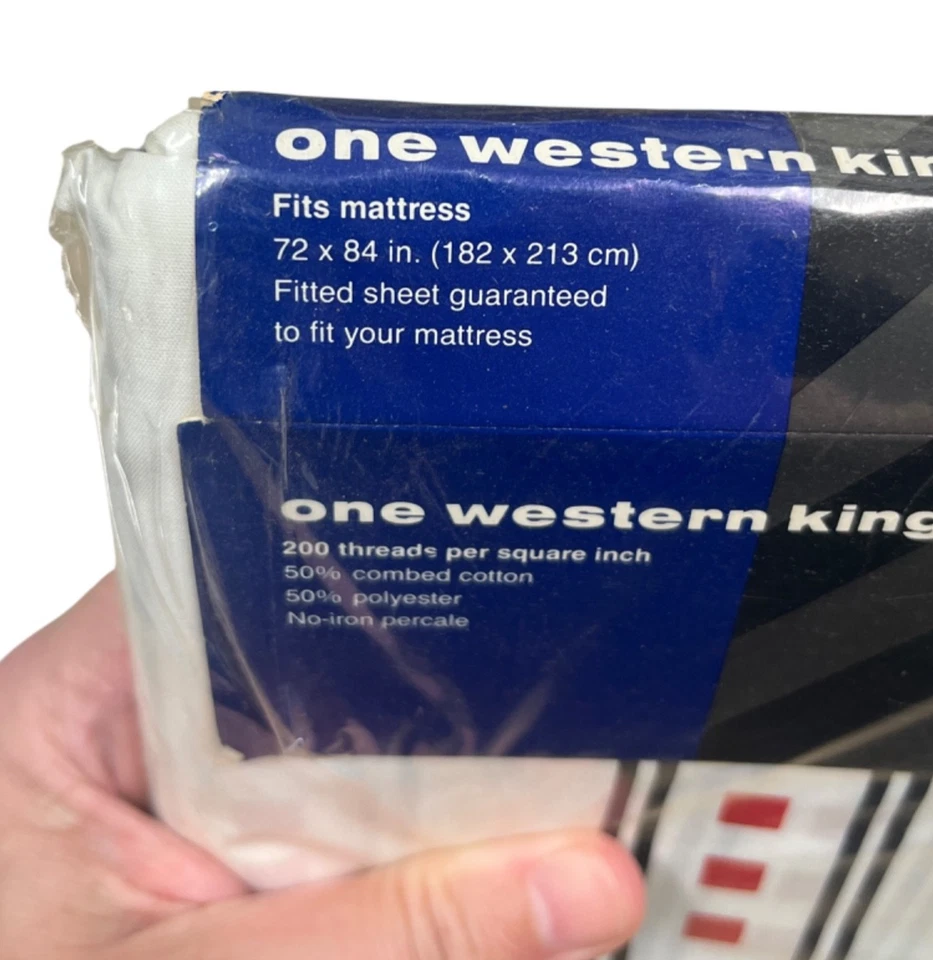 one western kin
Fits mattress
72 x 84 in. (182 x 213 cm)
Fitted sheet guaranteed
to fit your mattress
one western king
200 threads per square inch
50% combed cotton
50% polyester
No-iron percale